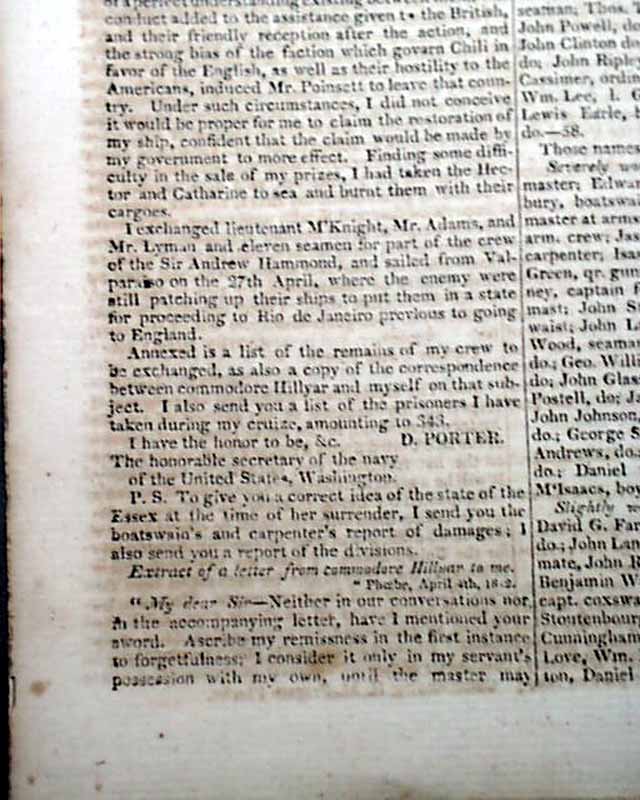 of a perfect understanding existing between
conduct added to the assistance given to the British,
and their friendly reception after the action, and
the strong bias of the faction which govern Chili in
favor of the English, as well as their hostility to the
Americans, induced Mr. Poinsett to leave that coun-
try. Under such circumstances, I did not conceive
it would be proper for me to claim the restoration of
my ship, confident that the claim would be made by
my government to more effect. Finding some diffi-
culty in the sale of my prizes, I had taken the Hec-
tor and Catharine to sea and burnt them with their
cargoes.
I exchanged lieutenant M'Knight, Mr. Adams, and
Mr. Lyman and eleven seamen for part of the crew
of the Sir Andrew Hammond, and sailed from Val-
paraiso on the 27th April, where the enemy were
still patching up their ships to put them in a state
for proceeding to Rio de Janeiro previous to going
to England.
Annexed is a list of the remains of my crew to
be exchanged, as also a copy of the correspondence
between commodore Hillyar and myself on that sub-
ject. I also send you a list of the prisoners I have
taken during my cruize, amounting to 343.
I have the honor to be, &c. D. PORTER.
The honorable secretary of the navy
of the United States, Washington.
P. S. To give you a correct idea of the state of the
Essex at the time of her surrender, I send you the
boatswain's and carpenter's report of damages; I
also send you a report of the divisions.
Extract of a letter from commodore Hillyar to me.
"Phœbe, April 4th,
"My dear Sir—Neither in our conversations nor
in the accompanying letter, have I mentioned your
sword. Ascribe my remissness in the first instance
to forgetfulness; I consider it only in my servant's
possession with my own, until the master may
seaman; Thos.
John Powell, do
John Clinton do
do; John Ripley
Cassimer, ordin
Wm. Lee, 1. G
Lewis Earle, b
do.—58.
Those names
Severely wo
master; Edwar
bury, boatswai
master at arms
arm. crew; Jas
carpenter; Isa
Green, qr. gun
ney, captain f
mast; John S
waist; John L
Wood, seaman
do.; Geo. Willi
do; John Glas
Postell, do; Ja
John Johnson,
do.; George S
Andrews, do.
do.; Daniel
M'Isaacs, boy
Slightly w
David G. Far
do.; John Lan
mate, John R
Benjamin W
capt. coxswa
Stoutenbourg
Cunningham
Love, Wm.
ton, Daniel